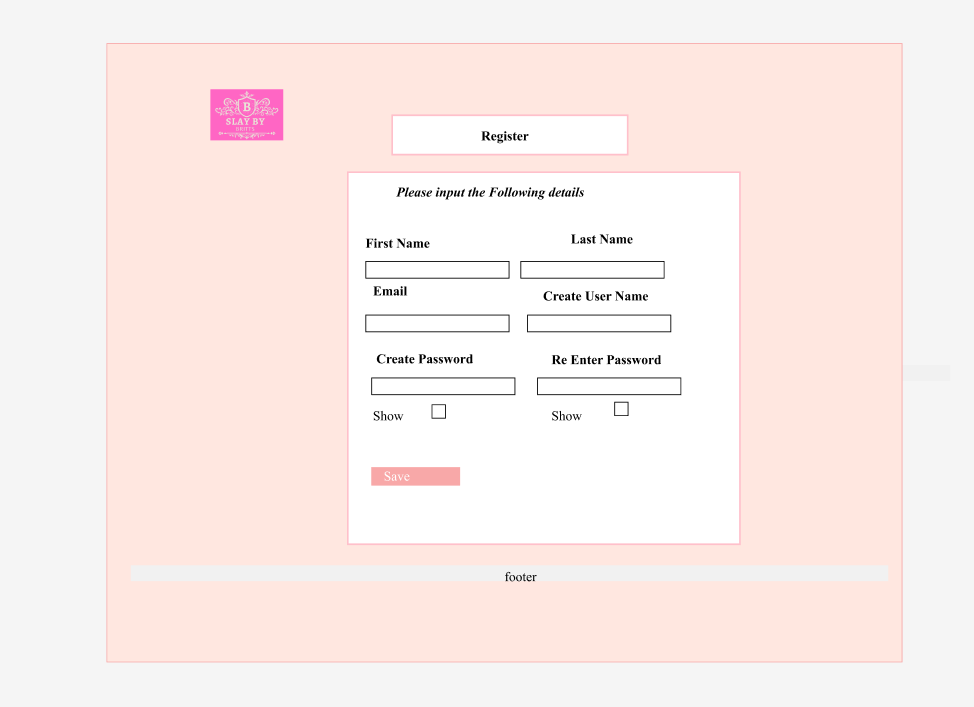 B
SLAY BY
BRITTS
Register
Please input the Following details
First Name
Last Name
Email
Create User Name
Create Password
Re Enter Password
Show
Show
Save
footer